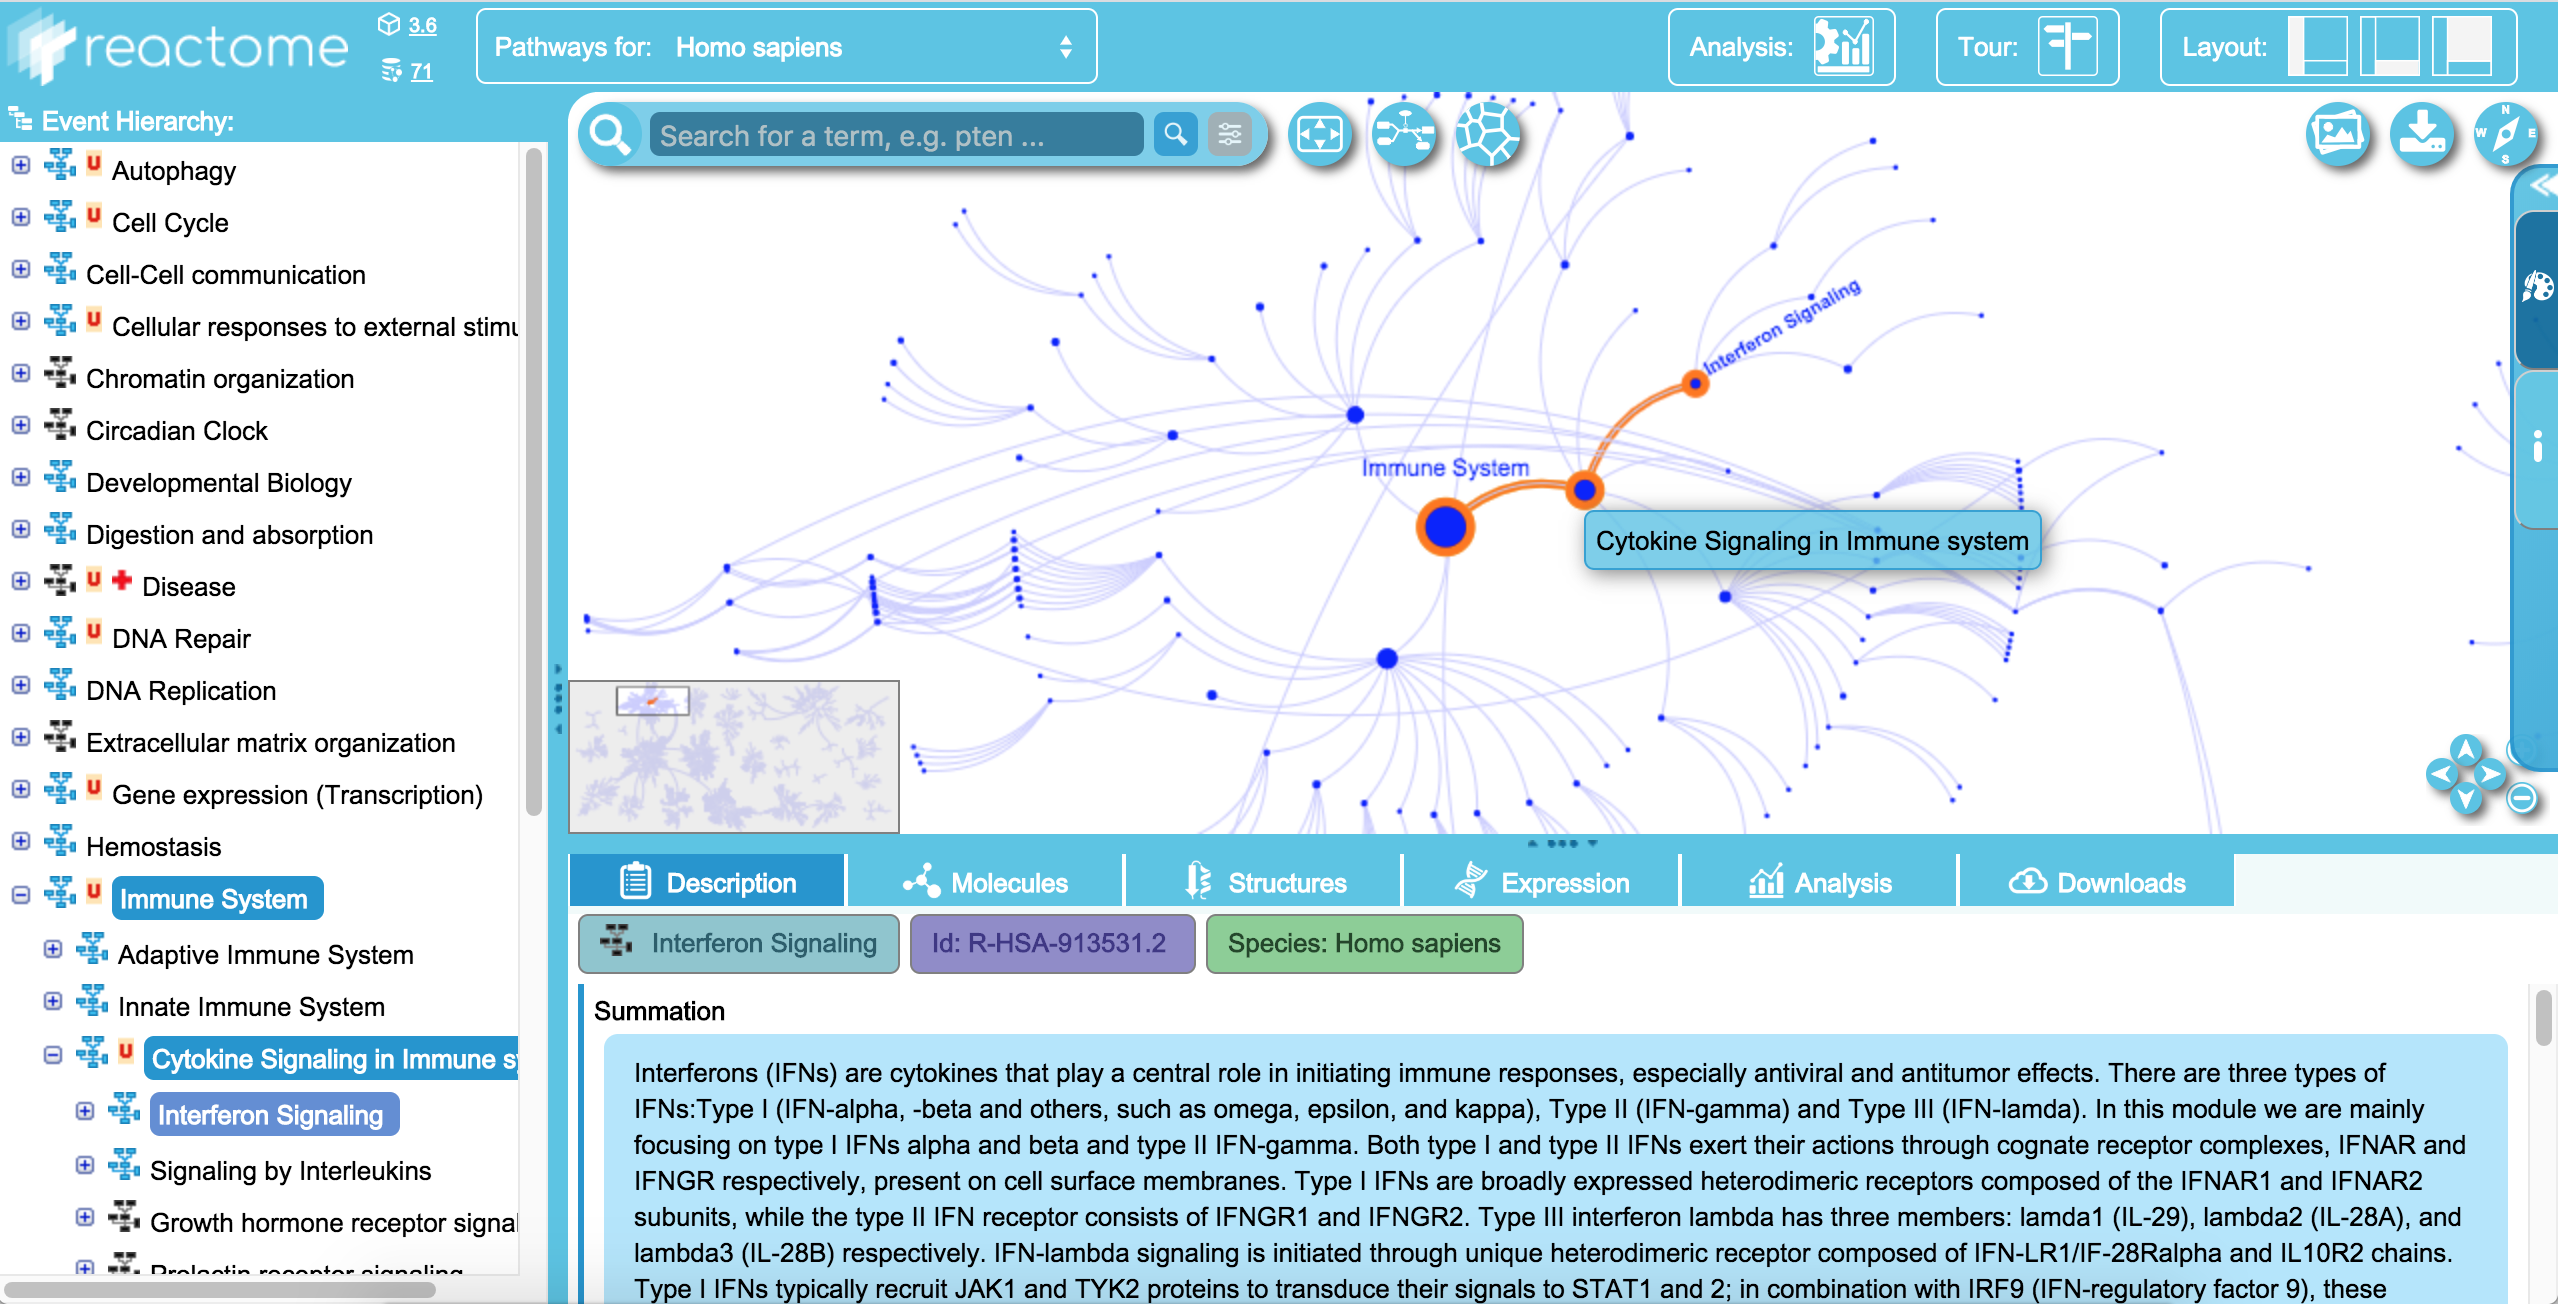 reactome
3.6
71
Pathways for: Homo sapiens
Analysis:
Tour:
Layout:
Event Hierarchy:
Autophagy
Cell Cycle
Cell-Cell communication
Cellular responses to external stimu
Chromatin organization
Circadian Clock
Developmental Biology
Digestion and absorption
Disease
DNA Repair
DNA Replication
Extracellular matrix organization
Gene expression (Transcription)
Hemostasis
Immune System
Adaptive Immune System
Innate Immune System
Cytokine Signaling in Immune sy
Interferon Signaling
Signaling by Interleukins
Growth hormone receptor signal
Prolactin receptor signaling
Search for a term, e.g. pten ...
N
W E
S
Interferon Signaling
Immune System
Cytokine Signaling in Immune system
Description Molecules Structures Expression Analysis Downloads
Interferon Signaling Id: R-HSA-913531.2 Species: Homo sapiens
Summation
Interferons (IFNs) are cytokines that play a central role in initiating immune responses, especially antiviral and antitumor effects. There are three types of
IFNs:Type I (IFN-alpha, -beta and others, such as omega, epsilon, and kappa), Type II (IFN-gamma) and Type III (IFN-lamda). In this module we are mainly
focusing on type I IFNs alpha and beta and type II IFN-gamma. Both type I and type II IFNs exert their actions through cognate receptor complexes, IFNAR and
IFNGR respectively, present on cell surface membranes. Type I IFNs are broadly expressed heterodimeric receptors composed of the IFNAR1 and IFNAR2
subunits, while the type II IFN receptor consists of IFNGR1 and IFNGR2. Type III interferon lambda has three members: lamda1 (IL-29), lambda2 (IL-28A), and
lambda3 (IL-28B) respectively. IFN-lambda signaling is initiated through unique heterodimeric receptor composed of IFN-LR1/IF-28Ralpha and IL10R2 chains.
Type I IFNs typically recruit JAK1 and TYK2 proteins to transduce their signals to STAT1 and 2; in combination with IRF9 (IFN-regulatory factor 9), these